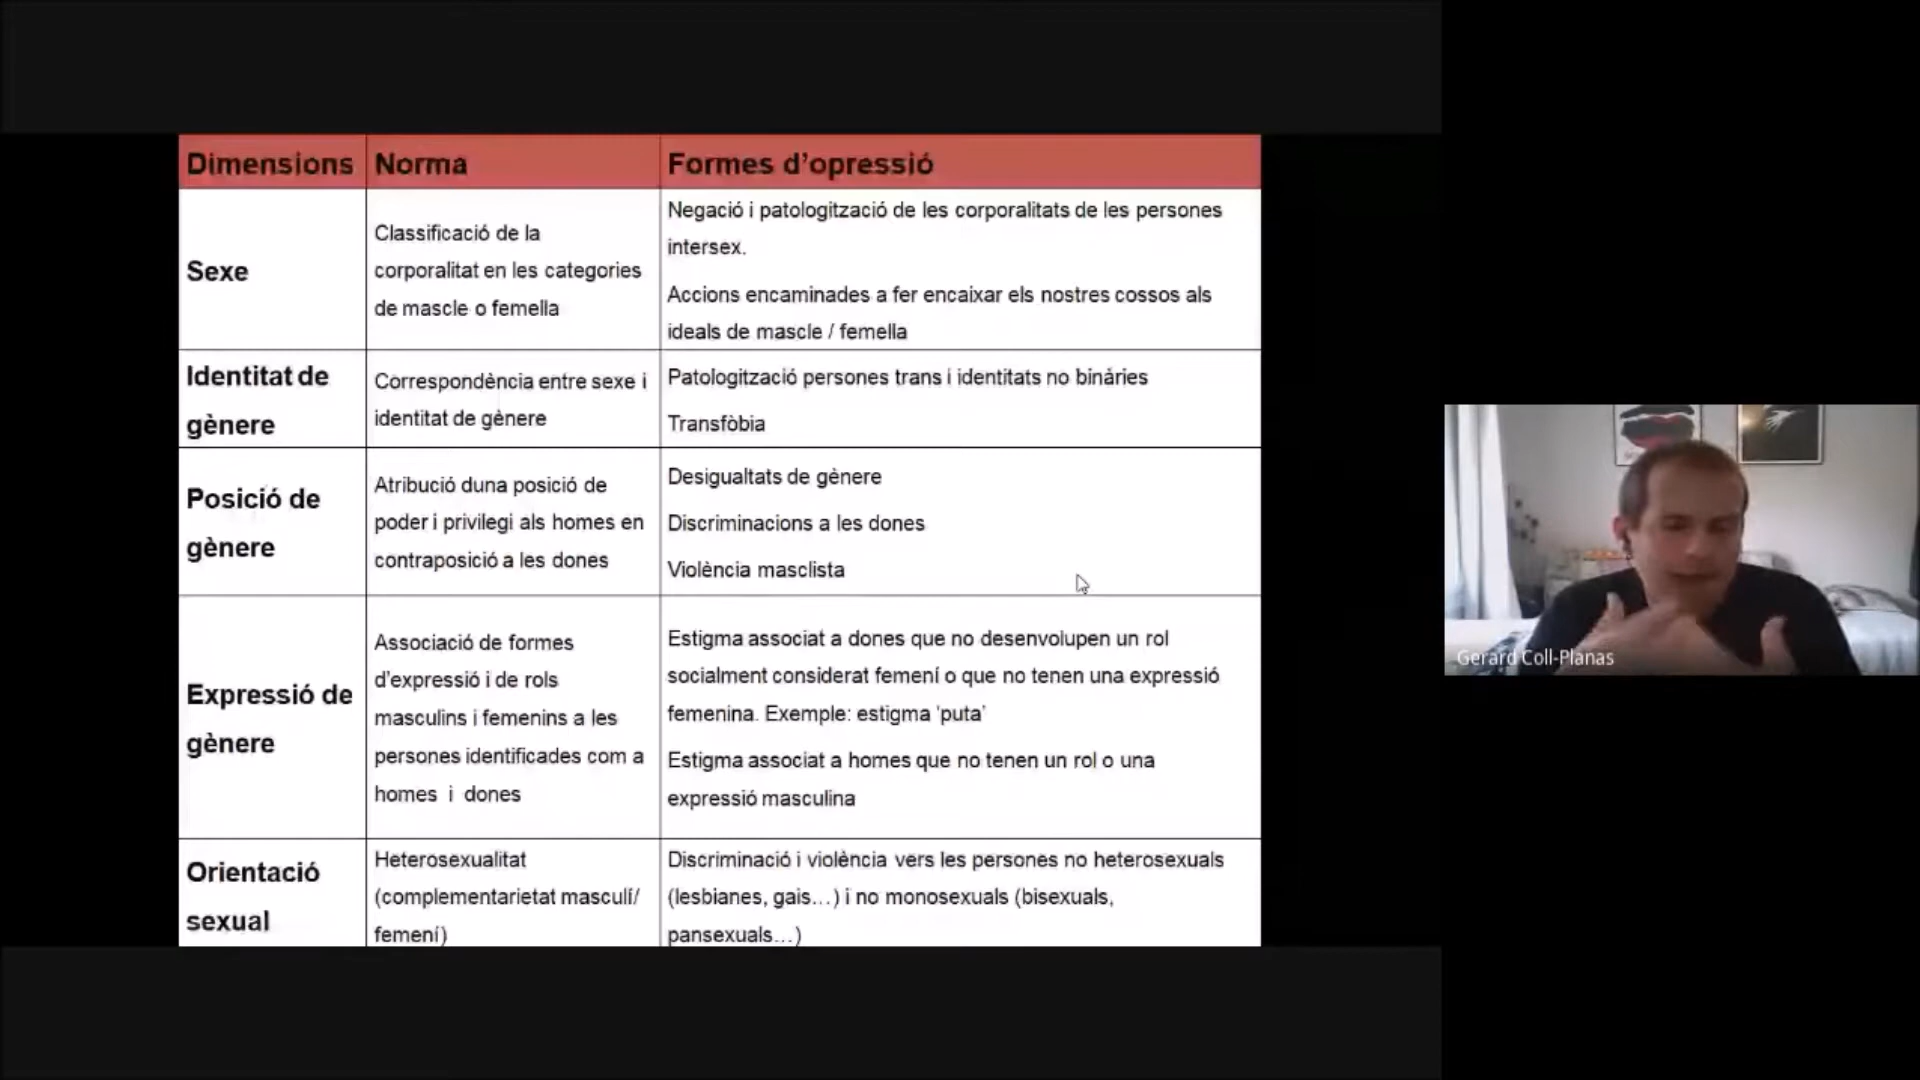 Dimensions
Norma
Formes d'opressió
Sexe
Classificació de la
corporalitat en les categories
de mascle o femella
Negació i patologització de les corporalitats de les persones
intersex.
Accions encaminades a fer encaixar els nostres cossos als
ideals de mascle / femella
Identitat de
gènere
Correspondència entre sexe i
identitat de gènere
Patologització persones trans i identitats no binàries
Transfòbia
Posició de
gènere
Atribució duna posició de
poder i privilegi als homes en
contraposició a les dones
Desigualtats de gènere
Discriminacions a les dones
Violència masclista
Expressió de
gènere
Associació de formes
d'expressió i de rols
masculins i femenins a les
persones identificades com a
homes i dones
Estigma associat a dones que no desenvolupen un rol
socialment considerat femení o que no tenen una expressió
femenina. Exemple: estigma 'puta'
Estigma associat a homes que no tenen un rol o una
expressió masculina
Orientació
sexual
Heterosexualitat
(complementarietat masculí/
femení)
Discriminació i violència vers les persones no heterosexuals
(lesbianes, gais…) i no monosexuals (bisexuals,
pansexuals…)
Gerard Coll-Planas